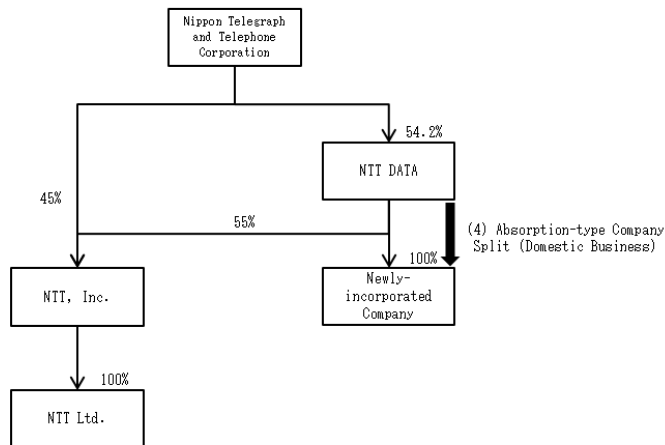 Nippon Telegraph
and Telephone
Corporation
54.2%
NTT DATA
45%
55%
(4) Absorption-type Company
Split (Domestic Business)
100%
NTT, Inc.
Newly-
incorporated
Company
100%
NTT Ltd.